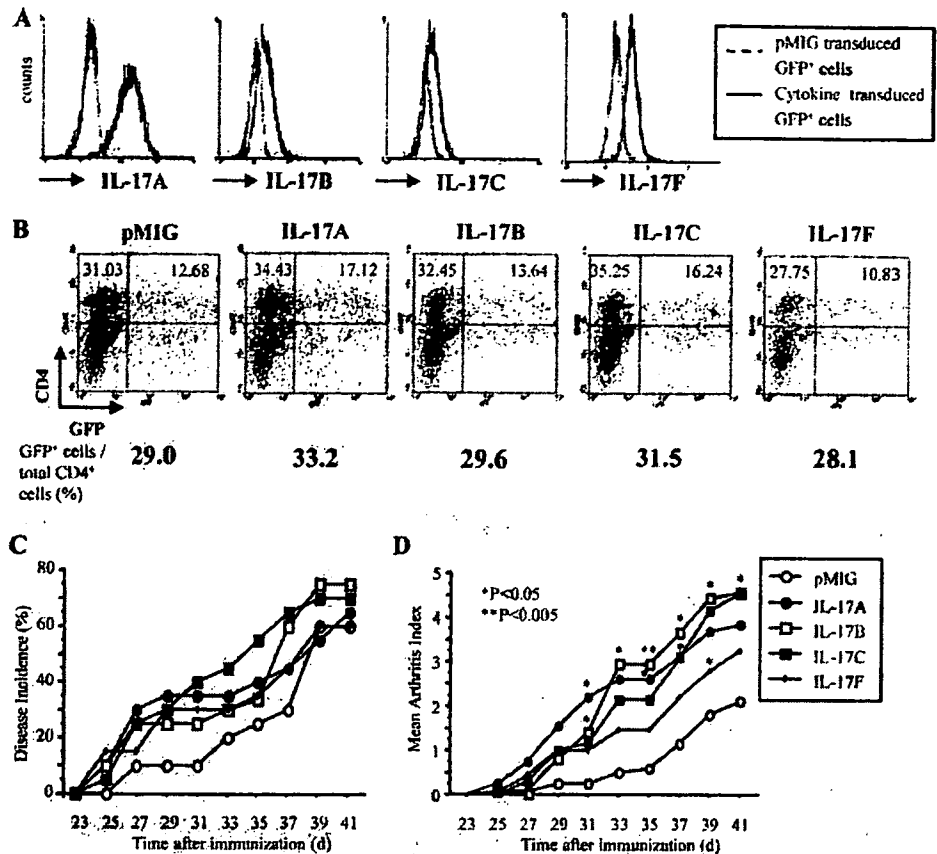 A
counts
IL-17A
IL-17B
IL-17C
IL-17F
pMIG transduced
GFP⁺ cells
Cytokine transduced
GFP⁺ cells
B
pMIG
IL-17A
IL-17B
IL-17C
IL-17F
31.03 12.68
34.43 17.12
32.45 13.64
35.25 16.24
27.75 10.83
CD4
GFP
GFP⁺ cells /
total CD4⁺
cells (%)
29.0
33.2
29.6
31.5
28.1
C
Disease Incidence (%)
80
60
40
20
0
23 25 27 29 31 33 35 37 39 41
Time after immunization (d)
D
*P<0.05
**P<0.005
Mean Arthritis Index
5
4
3
2
1
0
23 25 27 29 31 33 35 37 39 41
Time after immunization (d)
pMIG
IL-17A
IL-17B
IL-17C
IL-17F